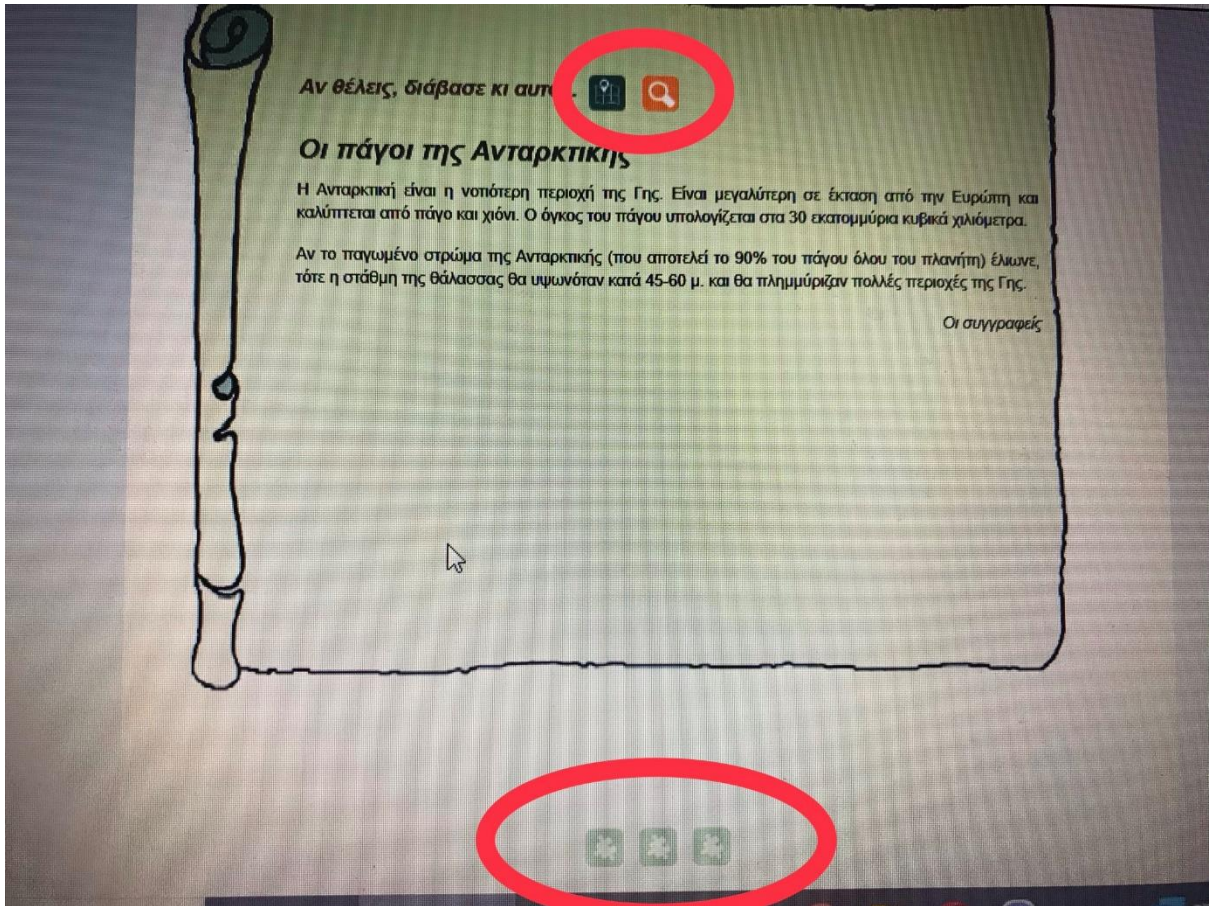 Αν θέλεις, διάβασε κι αυτ
Οι πάγοι της Ανταρκτικής
Η Ανταρκτική είναι η νοτιότερη περιοχή της Γης. Είναι μεγαλύτερη σε έκταση από την Ευρώπη και
καλύπτεται από πάγο και χιόνι. Ο όγκος του πάγου υπολογίζεται στα 30 εκατομμύρια κυβικά χιλιόμετρα.
Αν το παγωμένο στρώμα της Ανταρκτικής (που αποτελεί το 90% του πάγου όλου του πλανήτη) έλιωνε,
τότε η στάθμη της θάλασσας θα υψωνόταν κατά 45-60 μ. και θα πλημμύριζαν πολλές περιοχές της Γης.
Οι συγγραφείς